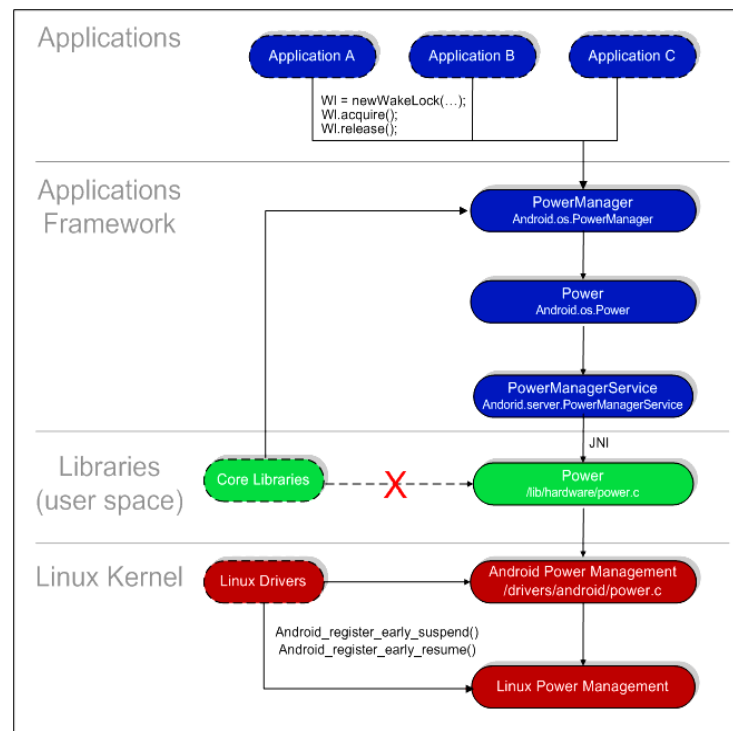 Applications
Application A
Application B
Application C
Wl = newWakeLock(…);
Wl.acquire();
Wl.release();
Applications
Framework
PowerManager
Android.os.PowerManager
Power
Android.os.Power
PowerManagerService
Andorid.server.PowerManagerService
JNI
Libraries
(user space)
Core Libraries
X
Power
/lib/hardware/power.c
Linux Kernel
Linux Drivers
Android Power Management
/drivers/android/power.c
Android_register_early_suspend()
Android_register_early_resume()
Linux Power Management